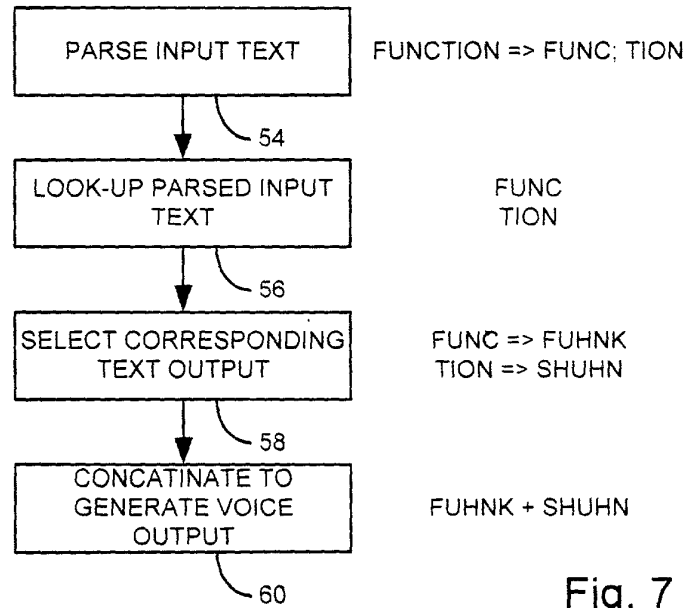 PARSE INPUT TEXT
FUNCTION => FUNC; TION
54
LOOK-UP PARSED INPUT
TEXT
FUNC
TION
56
SELECT CORRESPONDING
TEXT OUTPUT
FUNC => FUHNK
TION => SHUHN
58
CONCATINATE TO
GENERATE VOICE
OUTPUT
FUHNK + SHUHN
60
Fig. 7